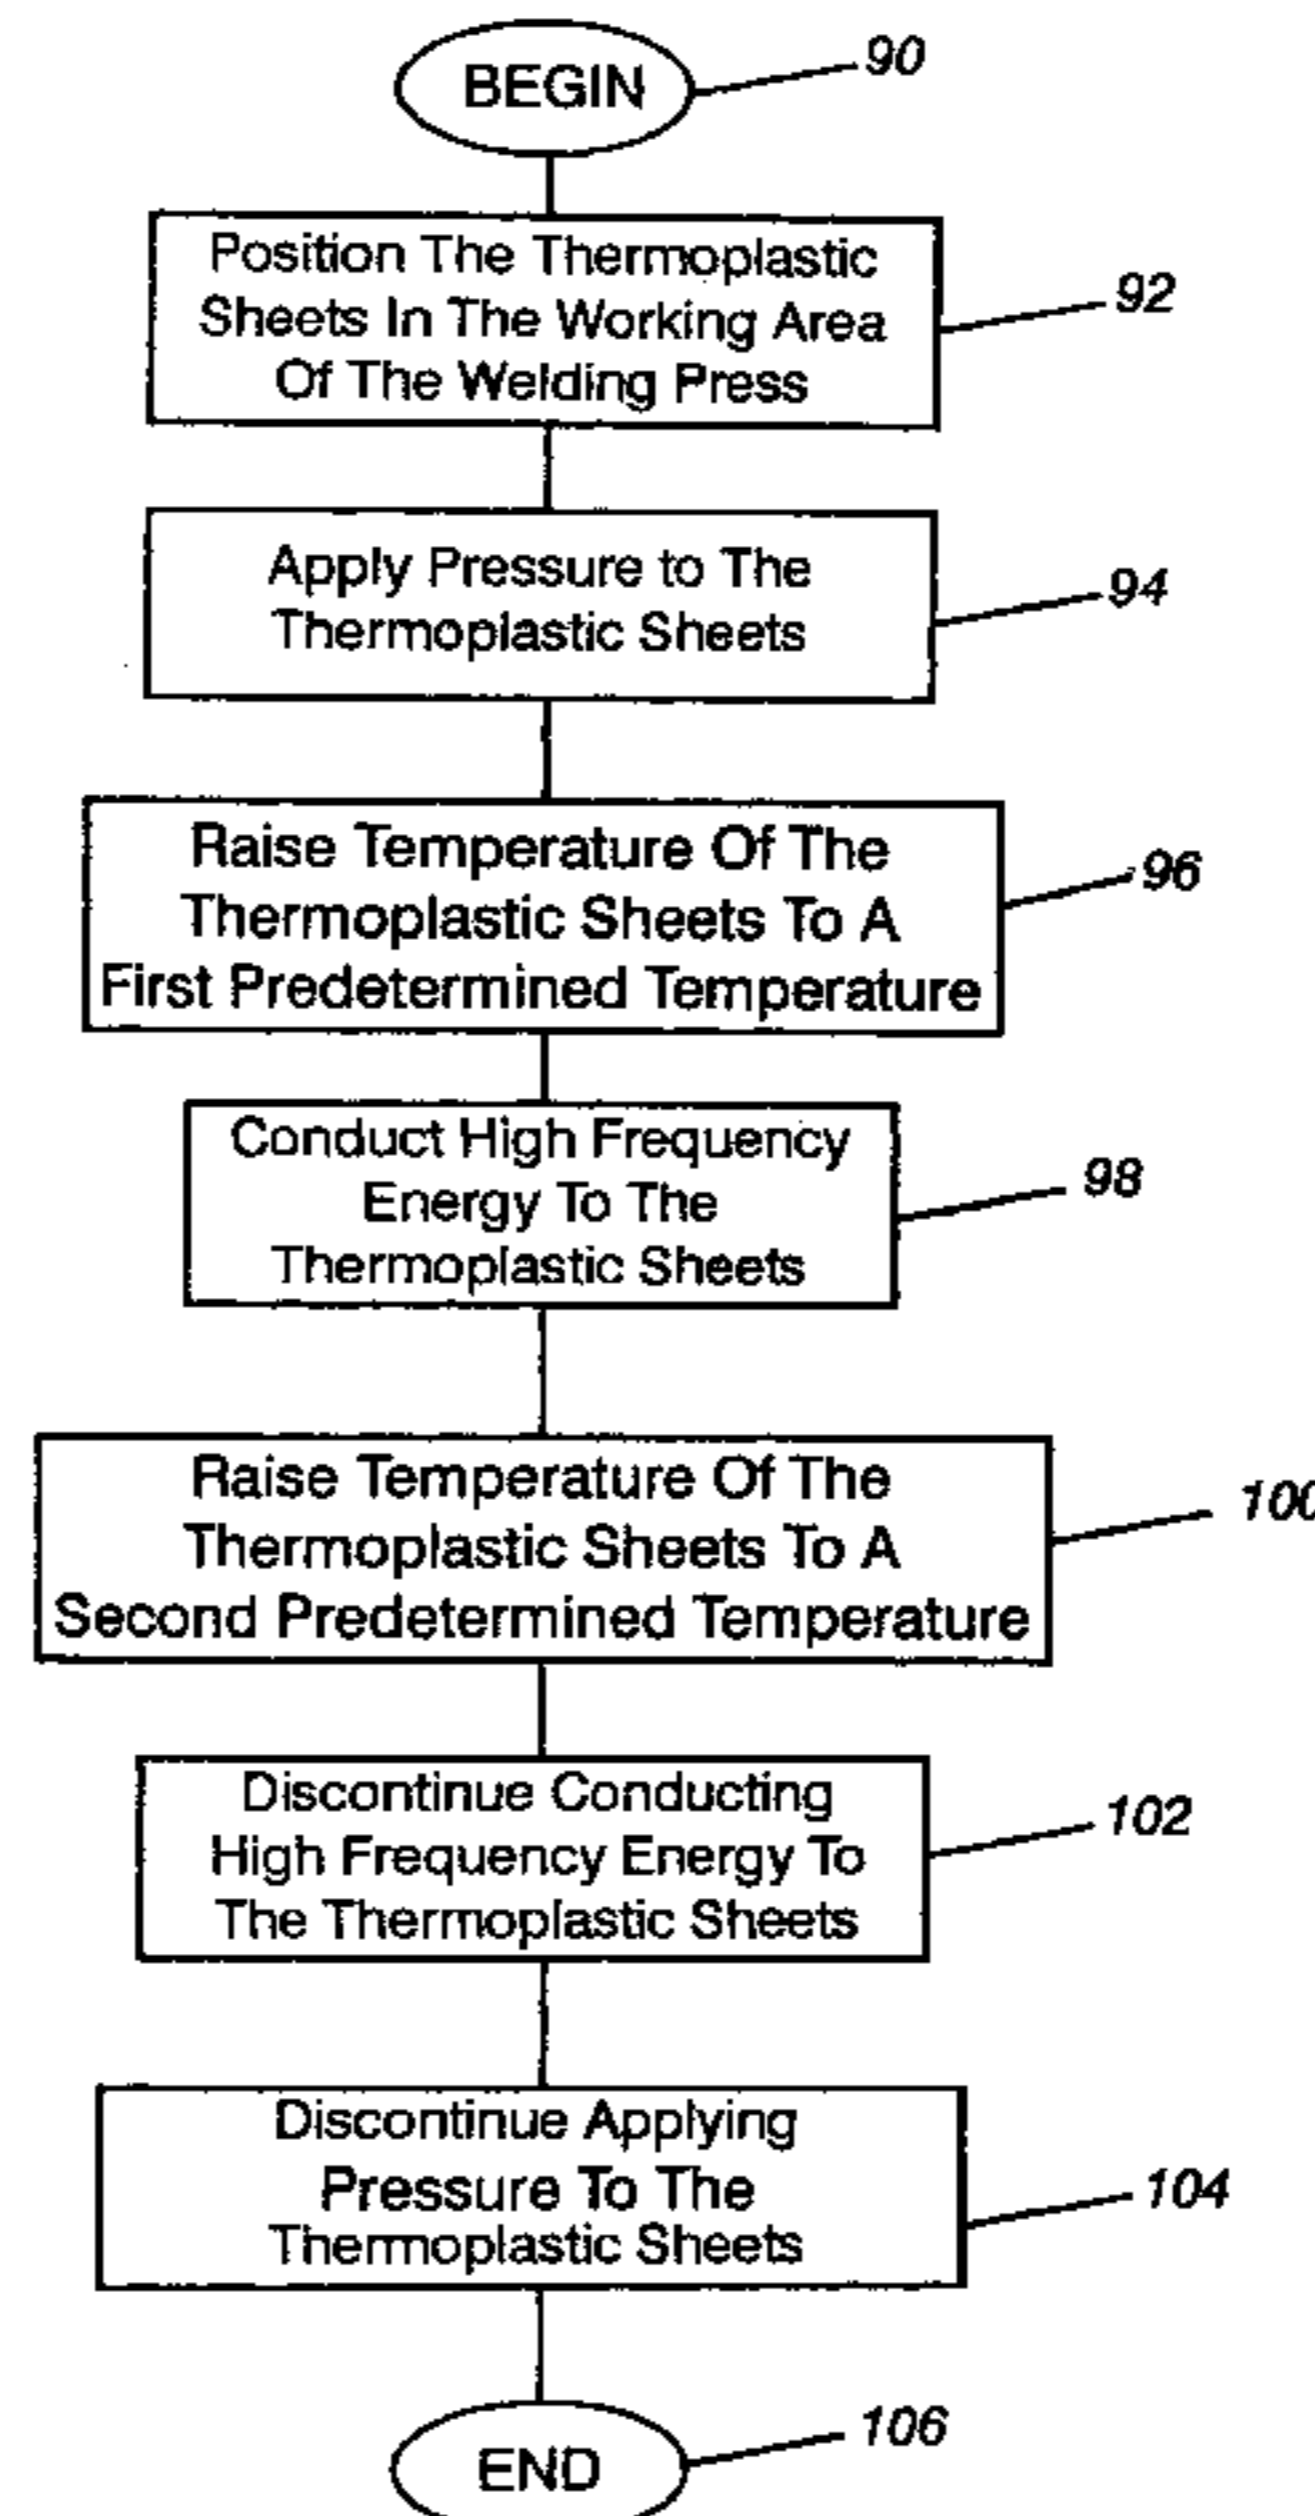 BEGIN
90
Position The Thermoplastic
Sheets In The Working Area
Of The Welding Press
92
Apply Pressure to The
Thermoplastic Sheets
94
Raise Temperature Of The
Thermoplastic Sheets To A
First Predetermined Temperature
96
Conduct High Frequency
Energy To The
Thermoplastic Sheets
98
Raise Temperature Of The
Thermoplastic Sheets To A
Second Predetermined Temperature
100
Discontinue Conducting
High Frequency Energy To
The Thermoplastic Sheets
102
Discontinue Applying
Pressure To The
Thermoplastic Sheets
104
END
106